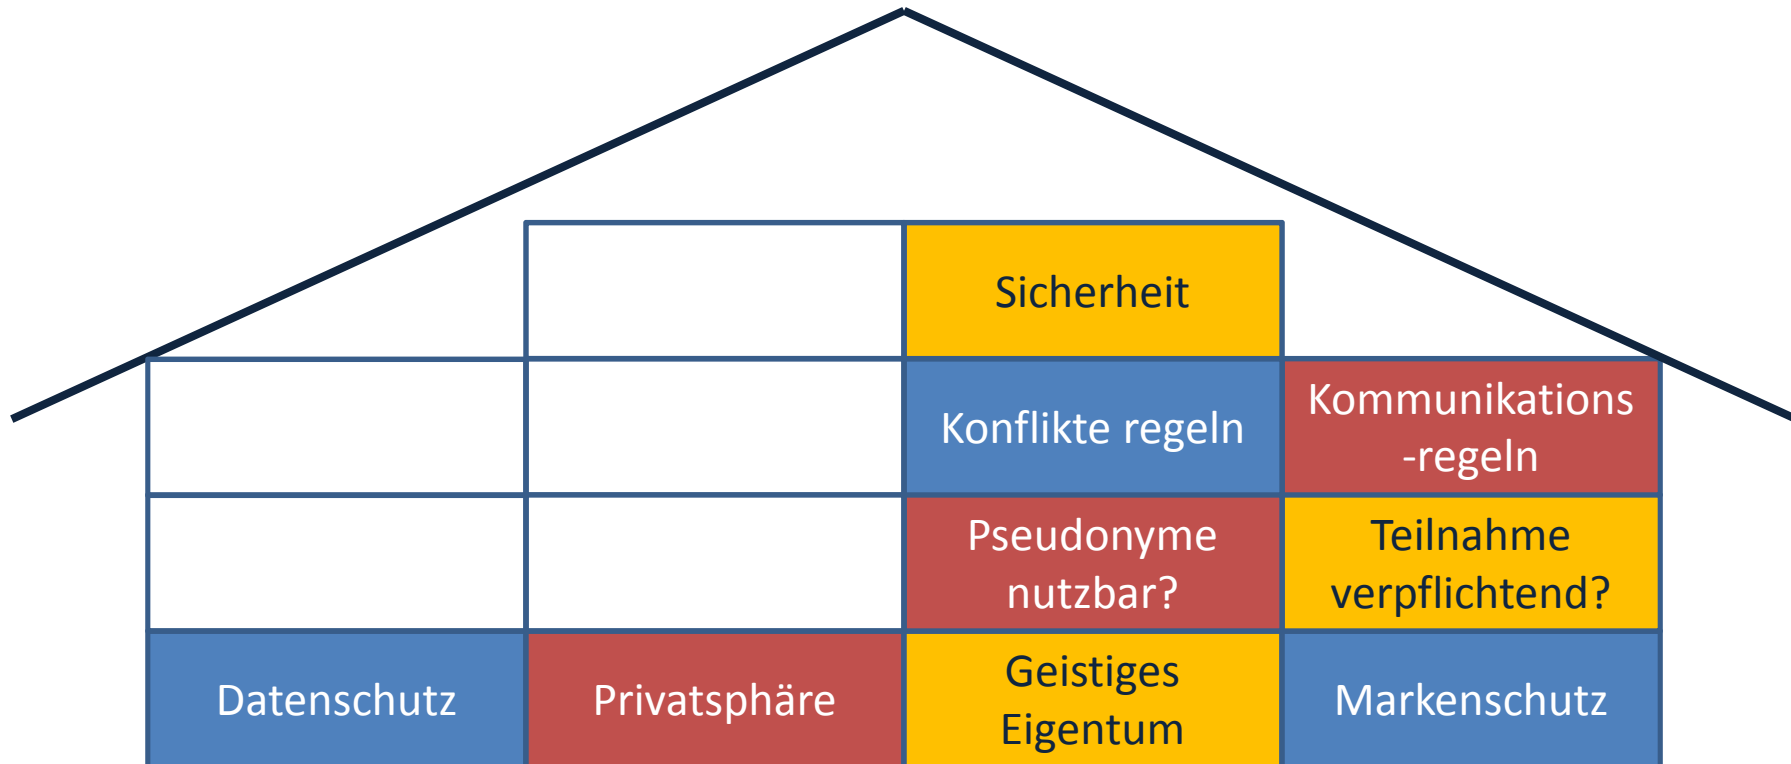 Sicherheit
Konflikte regeln
Kommunikations
-regeln
Pseudonyme
nutzbar?
Teilnahme
verpflichtend?
Datenschutz
Privatsphäre
Geistiges
Eigentum
Markenschutz